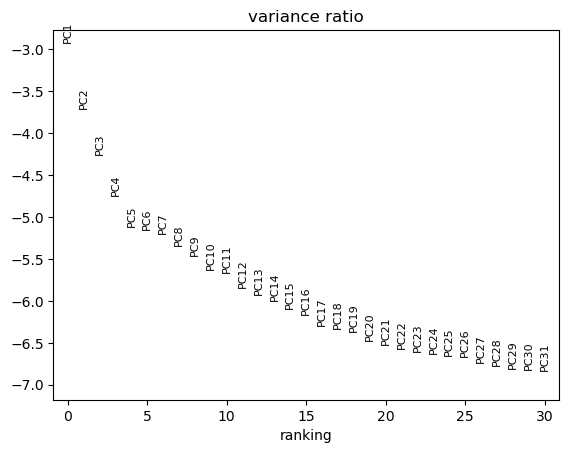 variance ratio
−3.0
−3.5
−4.0
−4.5
−5.0
−5.5
−6.0
−6.5
−7.0
PC1
PC2
PC3
PC4
PC5
PC6
PC7
PC8
PC9
PC10
PC11
PC12
PC13
PC14
PC15
PC16
PC17
PC18
PC19
PC20
PC21
PC22
PC23
PC24
PC25
PC26
PC27
PC28
PC29
PC30
PC31
0 5 10 15 20 25 30
ranking